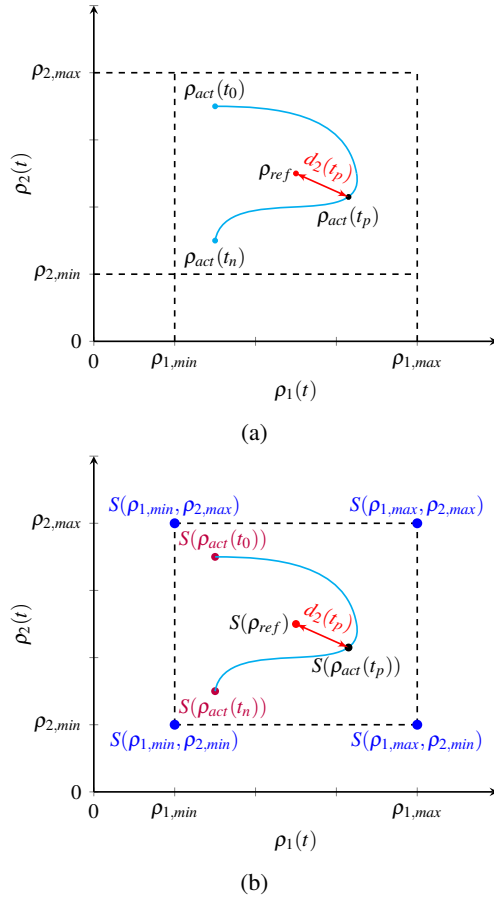 ρ2,max
ρact(t0)
ρref
d2(tp)
ρ2(t)
ρact(tp)
ρact(tn)
ρ2,min
0
0
ρ1,min
ρ1,max
ρ1(t)
(a)
S(ρ1,min, ρ2,max)
S(ρ1,max, ρ2,max)
ρ2,max
S(ρact(t0))
S(ρref)
d2(tp)
ρ2(t)
S(ρact(tp))
S(ρact(tn))
ρ2,min
S(ρ1,min, ρ2,min)
S(ρ1,max, ρ2,min)
0
0
ρ1,min
ρ1,max
ρ1(t)
(b)